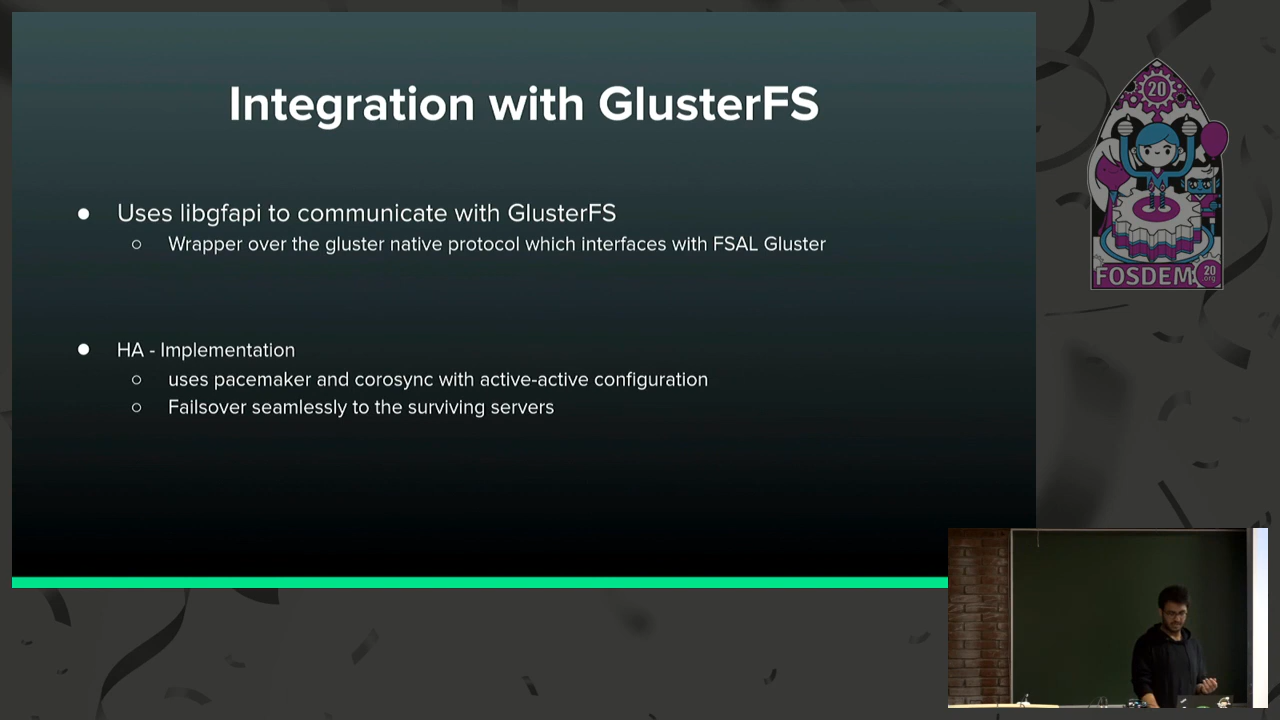 Integration with GlusterFS
● Uses libgfapi to communicate with GlusterFS
○ Wrapper over the gluster native protocol which interfaces with FSAL Gluster
● HA - Implementation
○ uses pacemaker and corosync with active-active configuration
○ Failsover seamlessly to the surviving servers
20
FOSDEM
20
.org